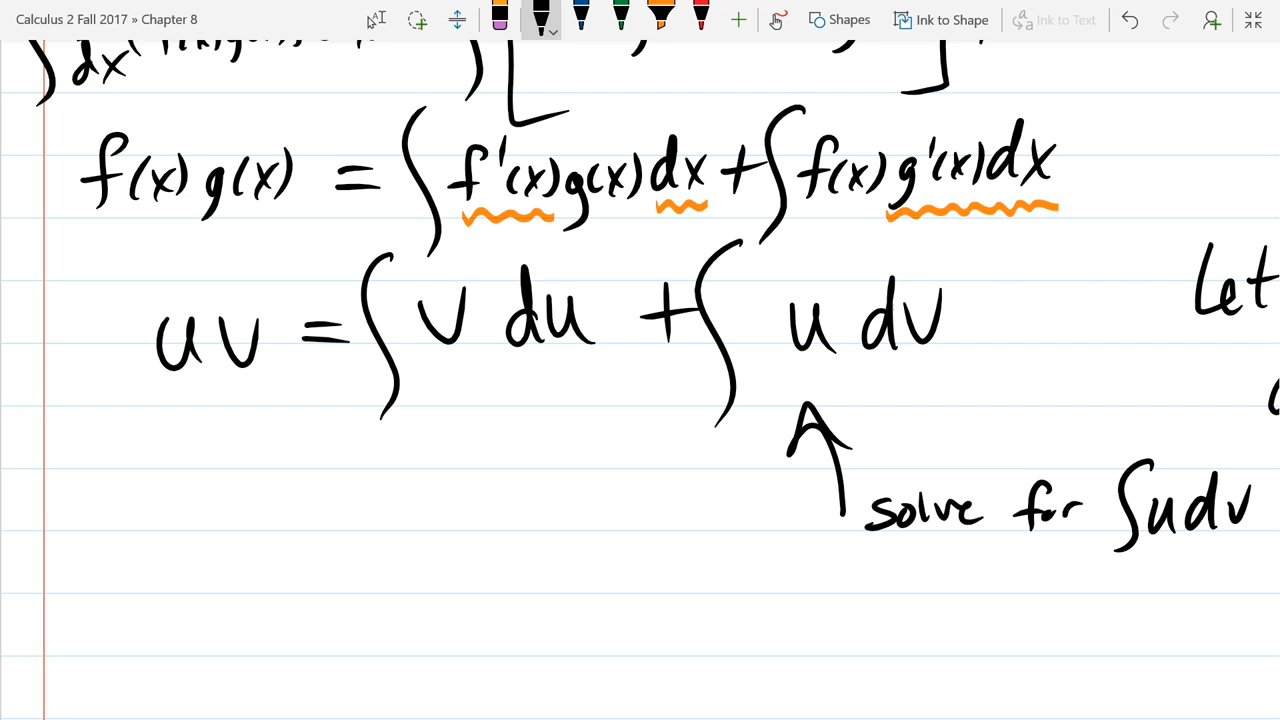 Calculus 2 Fall 2017 » Chapter 8
Shapes
Ink to Shape
Ink to Text
dx
f(x) g(x) = ∫ f'(x)g(x)dx + ∫ f(x) g'(x)dx
uv = ∫ v du + ∫ u dv
Let
solve for ∫udv